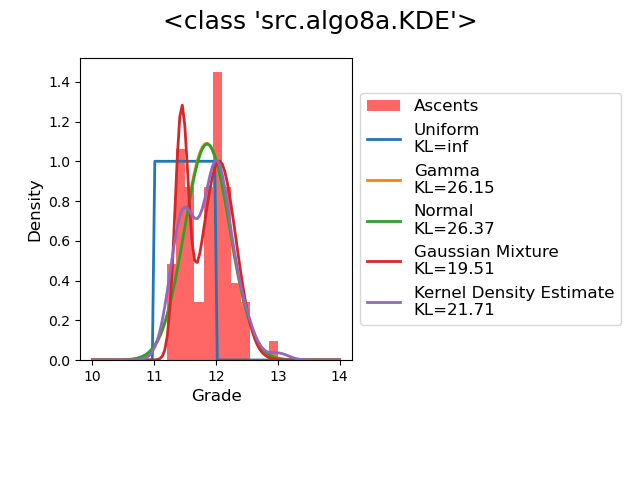 <class 'src.algo8a.KDE'>
1.4
1.2
1.0
0.8
0.6
0.4
0.2
0.0
Density
10
11
12
13
14
Grade
Ascents
Uniform
KL=inf
Gamma
KL=26.15
Normal
KL=26.37
Gaussian Mixture
KL=19.51
Kernel Density Estimate
KL=21.71